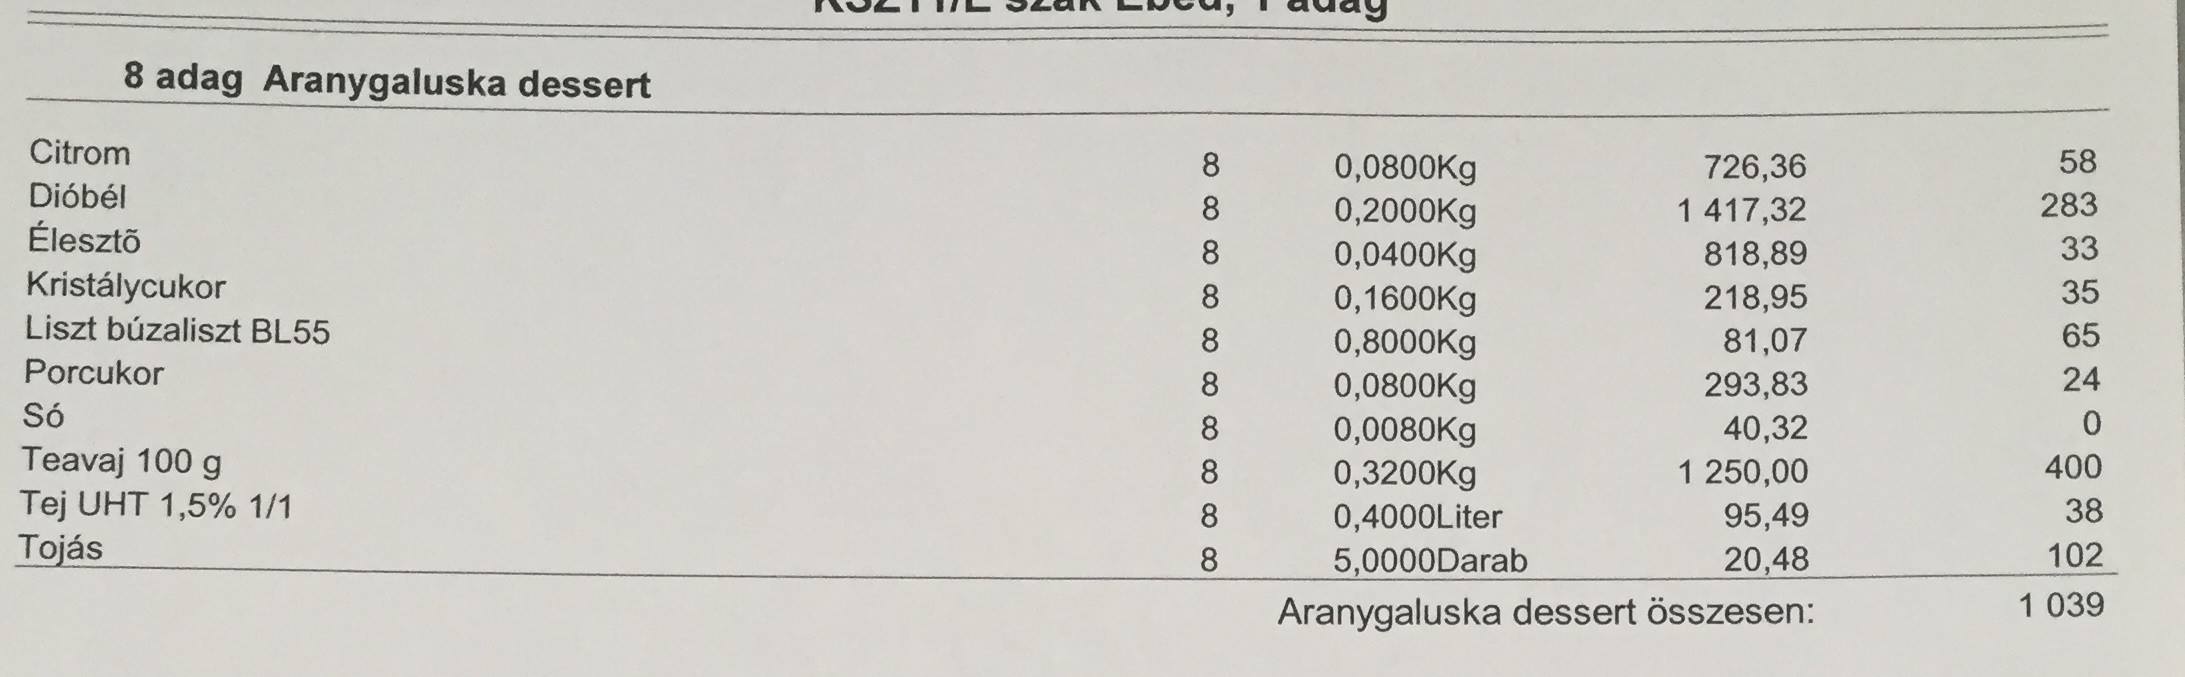 szak Ebéd, 1 adag
8 adag Aranygaluska dessert
Citrom 8 0,0800Kg 726,36 58
Dióbél 8 0,2000Kg 1 417,32 283
Élesztõ 8 0,0400Kg 818,89 33
Kristálycukor 8 0,1600Kg 218,95 35
Liszt búzaliszt BL55 8 0,8000Kg 81,07 65
Porcukor 8 0,0800Kg 293,83 24
Só 8 0,0080Kg 40,32 0
Teavaj 100 g 8 0,3200Kg 1 250,00 400
Tej UHT 1,5% 1/1 8 0,4000Liter 95,49 38
Tojás 8 5,0000Darab 20,48 102
Aranygaluska dessert összesen: 1 039